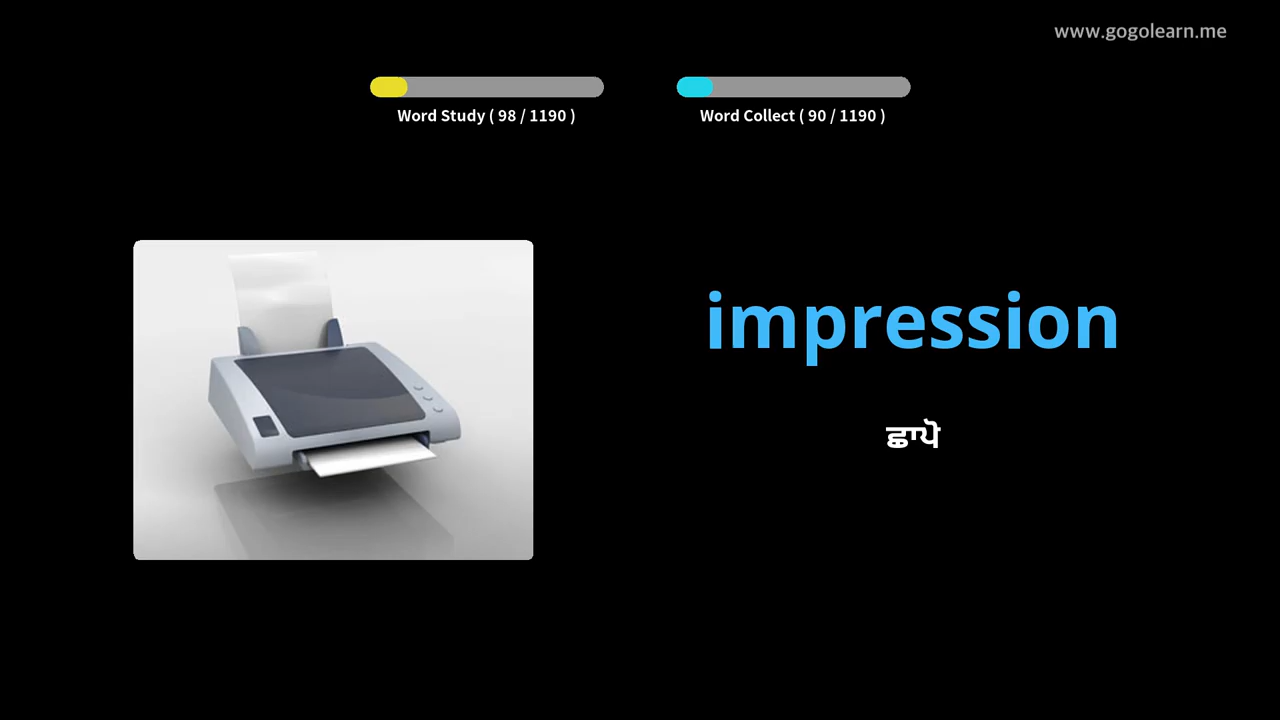 www.gogolearn.me
Word Study ( 98 / 1190 )
Word Collect ( 90 / 1190 )
impression
ਛਾਪੋ